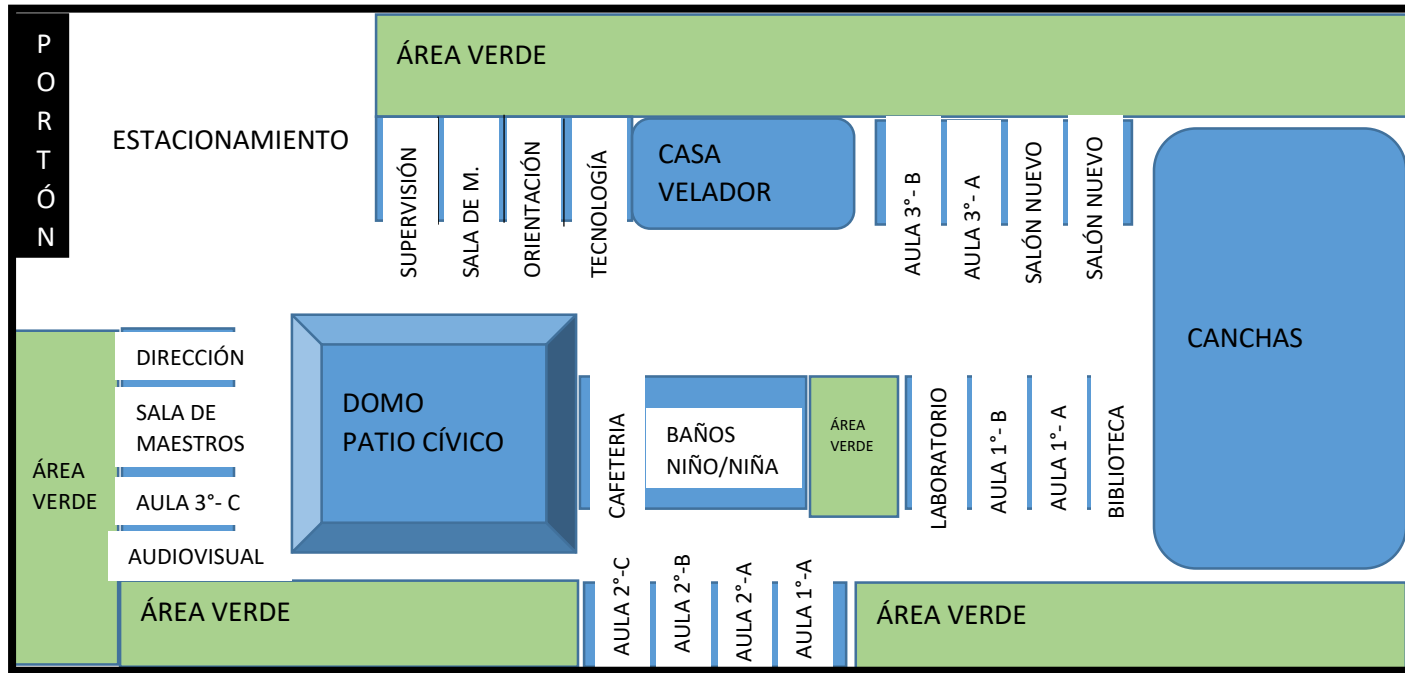 PORTÓN
ÁREA VERDE
ESTACIONAMIENTO
SUPERVISIÓN
SALA DE M.
ORIENTACIÓN
TECNOLOGÍA
CASA
VELADOR
AULA 3°- B
AULA 3°- A
SALÓN NUEVO
SALÓN NUEVO
CANCHAS
DIRECCIÓN
SALA DE
MAESTROS
AULA 3°- C
AUDIOVISUAL
ÁREA
VERDE
DOMO
PATIO CÍVICO
CAFETERIA
BAÑOS
NIÑO/NIÑA
ÁREA
VERDE
LABORATORIO
AULA 1°- B
AULA 1°- A
BIBLIOTECA
ÁREA VERDE
AULA 2°-C
AULA 2°-B
AULA 2°-A
AULA 1°-A
ÁREA VERDE